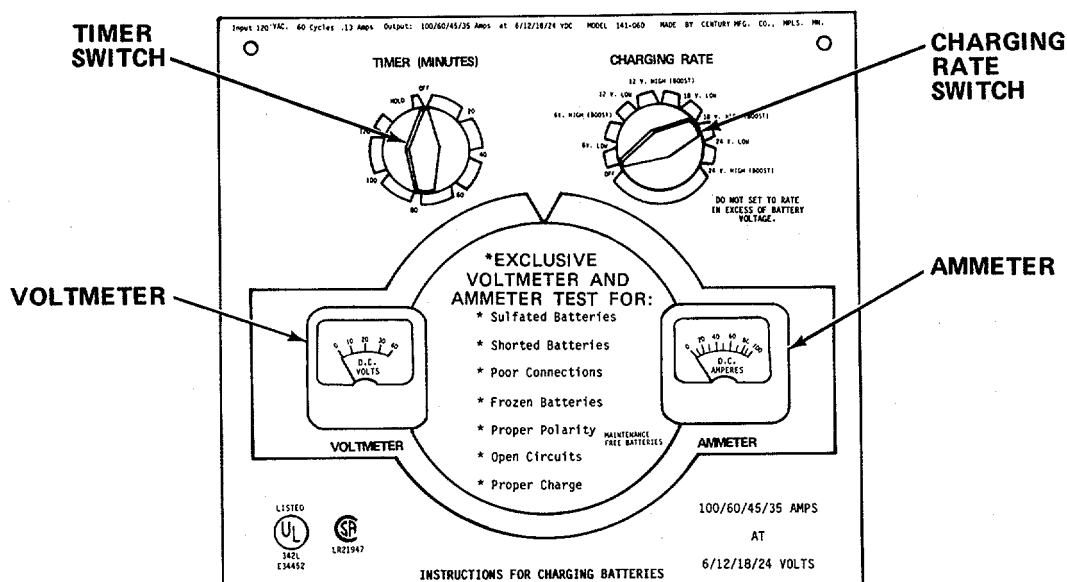 Input 120 VAC. 60 Cycles .13 Amps Output: 100/60/45/35 Amps at 6/12/18/24 VDC MODEL 141-060 MADE BY CENTURY MFG. CO., MPLS. MN.
TIMER
SWITCH
TIMER (MINUTES)
OFF
HOLD
20
120
40
100
60
80
CHARGING RATE
12 V. HIGH (BOOST)
12 V. LOW
18 V. LOW
6V. HIGH (BOOST)
18 V. (BOOST)
6V. LOW
24 V. LOW
OFF
24 V. HIGH (BOOST)
CHARGING
RATE
SWITCH
DO NOT SET TO RATE
IN EXCESS OF BATTERY
VOLTAGE.
VOLTMETER
AMMETER
*EXCLUSIVE
VOLTMETER AND
AMMETER TEST FOR:
* Sulfated Batteries
* Shorted Batteries
* Poor Connections
* Frozen Batteries
* Proper Polarity
MAINTENANCE
FREE BATTERIES
* Open Circuits
* Proper Charge
0 10 20 30 40
D.C.
VOLTS
VOLTMETER
0 20 40 60 100
D.C.
AMPERES
AMMETER
LISTED
UL
342L
E34452
SA
LR21947
100/60/45/35 AMPS
AT
6/12/18/24 VOLTS
INSTRUCTIONS FOR CHARGING BATTERIES